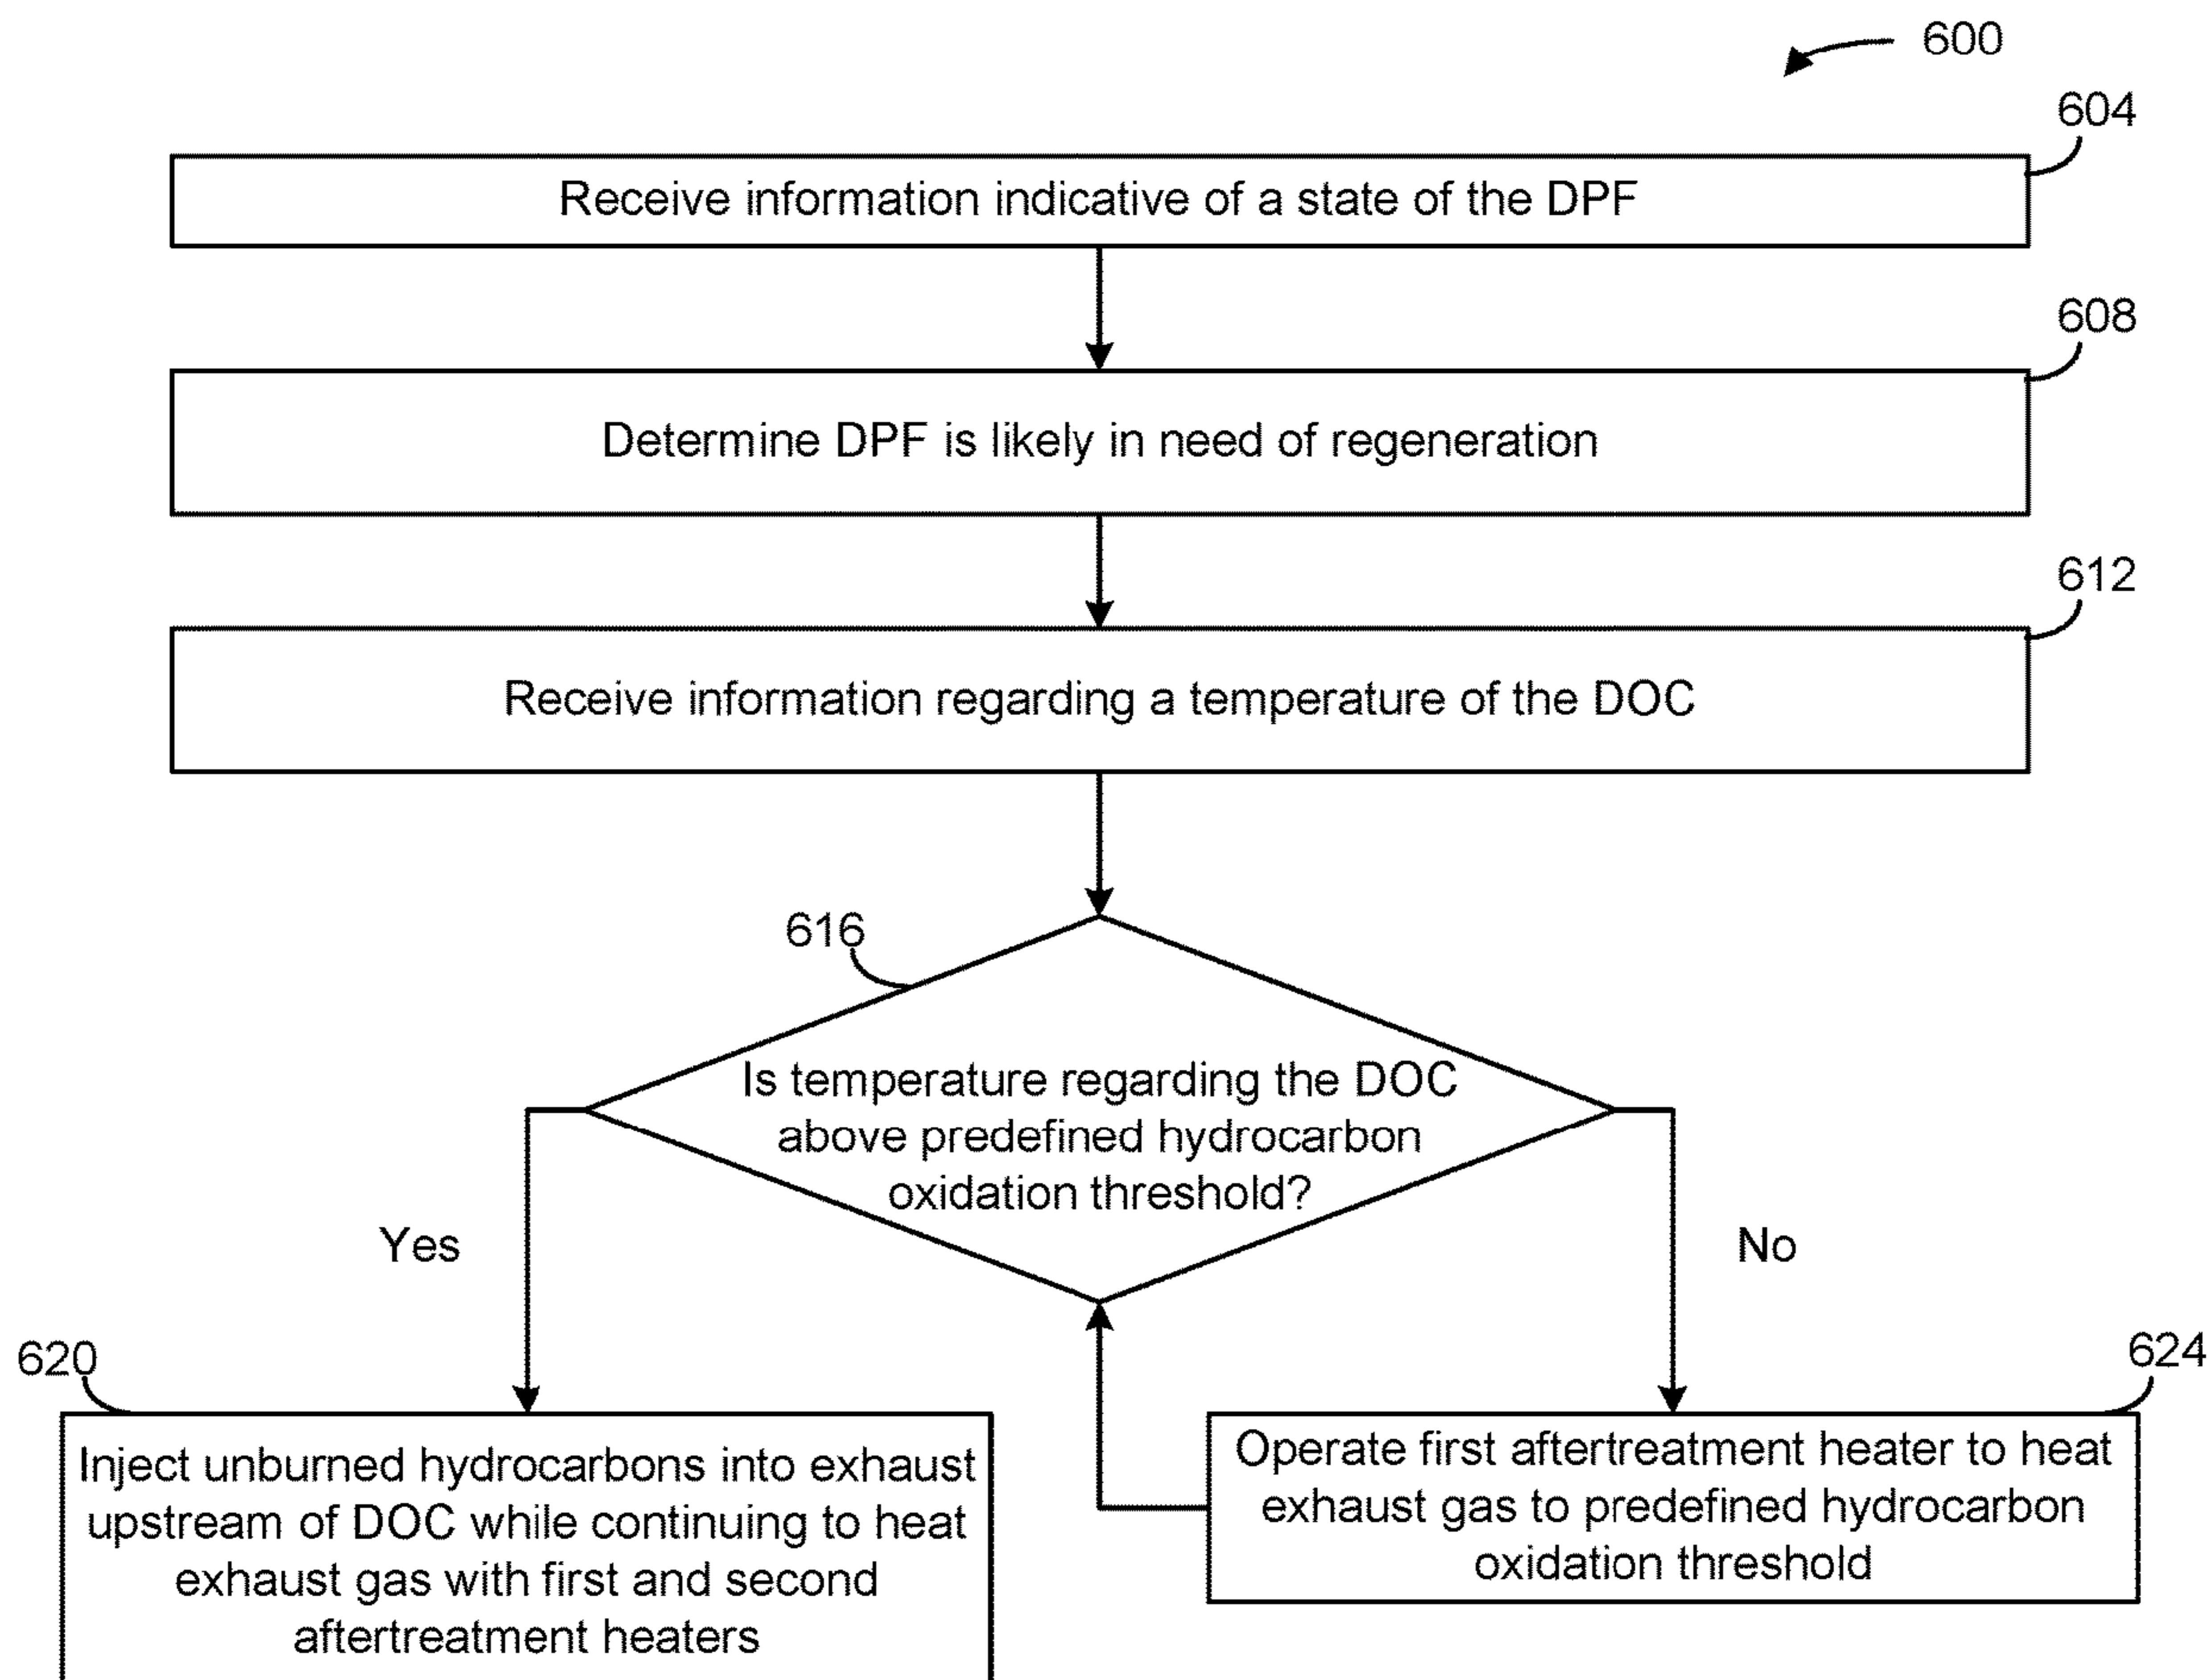 600
604
Receive information indicative of a state of the DPF
608
Determine DPF is likely in need of regeneration
612
Receive information regarding a temperature of the DOC
616
Is temperature regarding the DOC
above predefined hydrocarbon
oxidation threshold?
Yes
No
620
Inject unburned hydrocarbons into exhaust
upstream of DOC while continuing to heat
exhaust gas with first and second
aftertreatment heaters
624
Operate first aftertreatment heater to heat
exhaust gas to predefined hydrocarbon
oxidation threshold